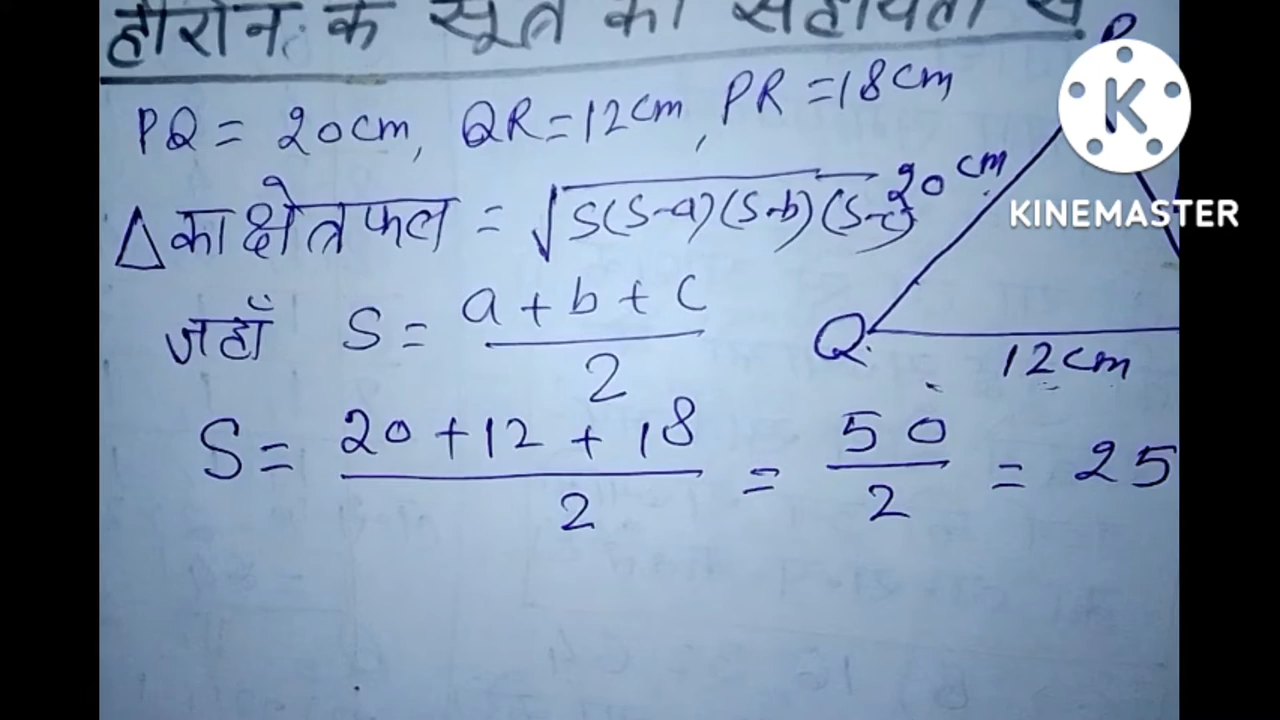 हीरोन के सूत्र की सहायता से
PQ = 20cm, QR=12cm, PR =18cm
P
K
KINEMASTER
20 cm
△ का क्षेत्रफल = √S(S-a)(S-b)(S-c)
जहाँ S= a+b+c/2
Q
12cm
S= 20+12+18/2 = 50/2 = 25